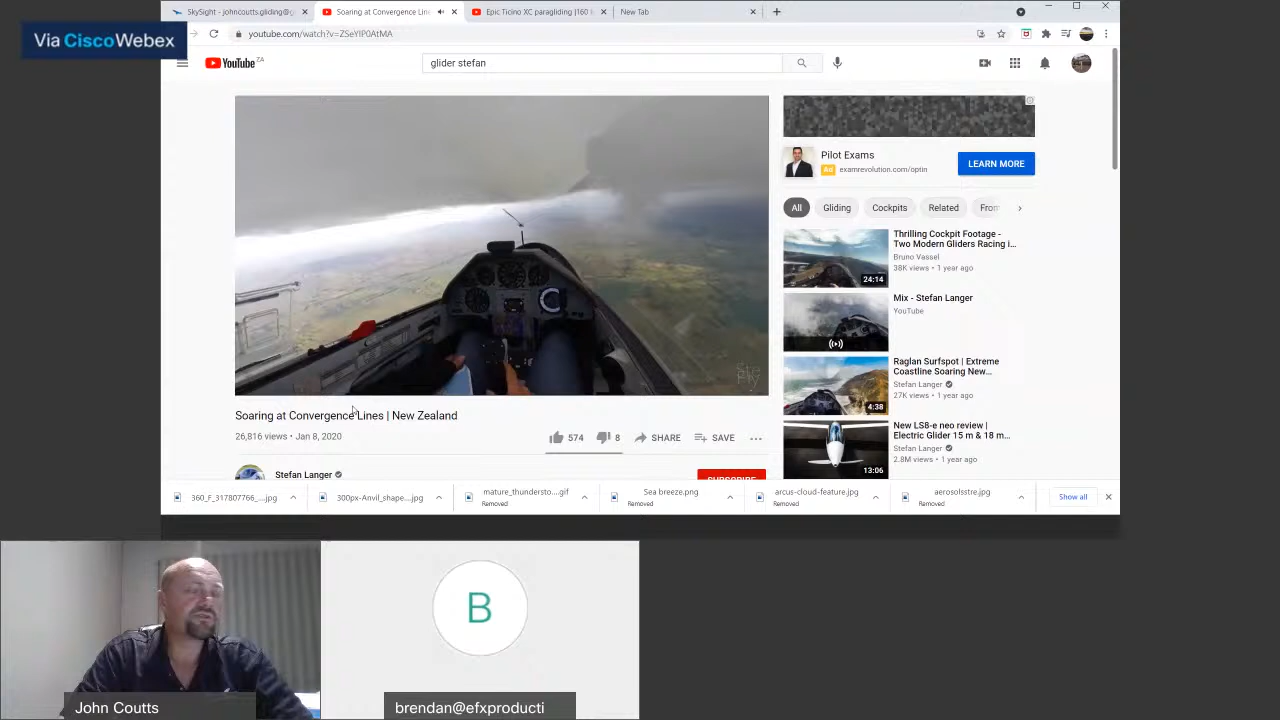 Via Cisco Webex
SkySight - johncoutts.gliding@g
Soaring at Convergence Lin
Epic Ticino XC paragliding |160 k
New Tab
youtube.com/watch?v=ZSeYIP0AtMA
YouTube ZA
glider stefan
Pilot Exams
Ad examrevolution.com/optin
LEARN MORE
All Gliding Cockpits Related From
Thrilling Cockpit Footage -
Two Modern Gliders Racing i...
Bruno Vassel
38K views • 1 year ago
24:14
Mix - Stefan Langer
YouTube
Raglan Surfspot | Extreme
Coastline Soaring New...
Stefan Langer
27K views • 1 year ago
4:38
New LS8-e neo review |
Electric Glider 15 m & 18 m...
Stefan Langer
2.8M views • 1 year ago
13:06
Ste
Fly
Soaring at Convergence Lines | New Zealand
26,816 views • Jan 8, 2020
574 8 SHARE SAVE ...
Stefan Langer
SUBSCRIBE
360_F_317807766_....jpg
300px-Anvil_shape....jpg
mature_thundersto....gif
Removed
Sea breeze.png
Removed
arcus-cloud-feature.jpg
Removed
aerosolsstre.jpg
Removed
Show all
B
John Coutts
brendan@efxproducti